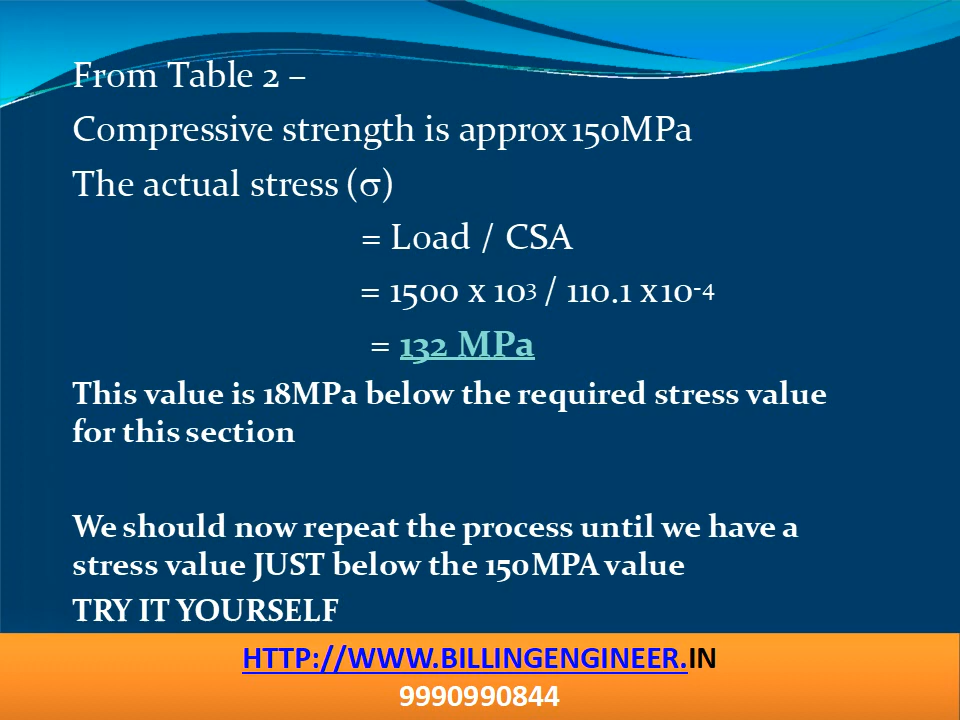 From Table 2 –
Compressive strength is approx 150MPa
The actual stress (σ)
= Load / CSA
= 1500 x 10³ / 110.1 x10⁻⁴
= 132 MPa
This value is 18MPa below the required stress value
for this section
We should now repeat the process until we have a
stress value JUST below the 150MPA value
TRY IT YOURSELF
HTTP://WWW.BILLINGENGINEER.IN
9990990844